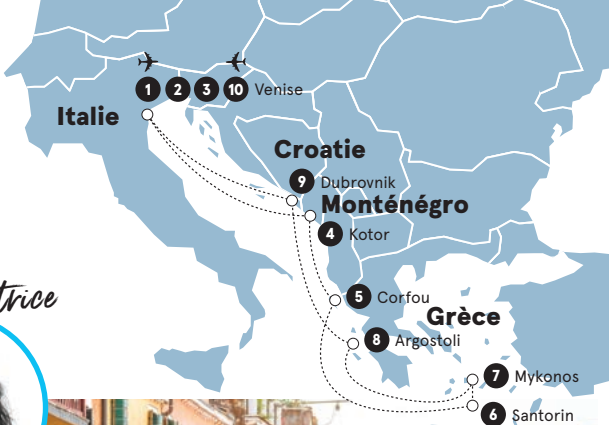 1 2 3 10 Venise
Italie
Croatie
9 Dubrovnik
Monténégro
4 Kotor
trice
5 Corfou
Grèce
8 Argostoli
7 Mykonos
6 Santorin